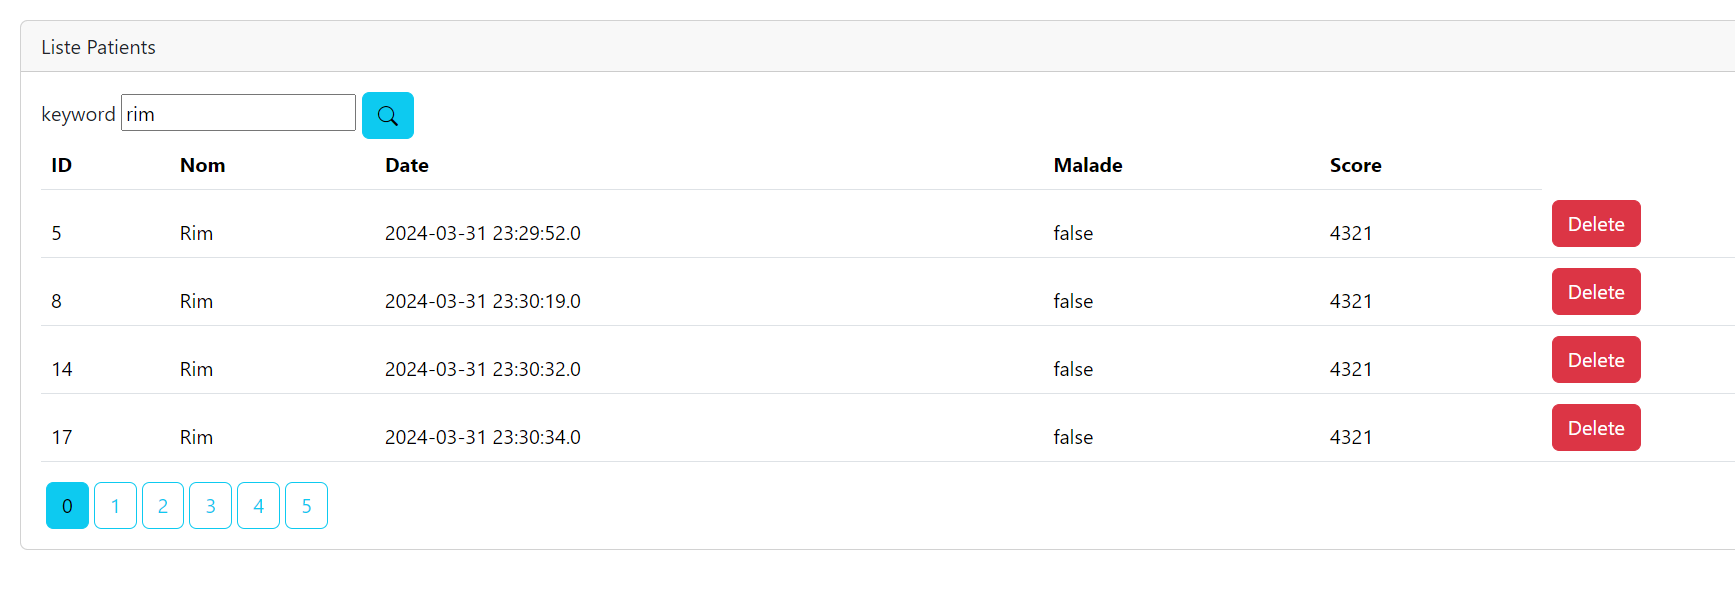 Liste Patients
keyword rim
ID Nom Date Malade Score
5 Rim 2024-03-31 23:29:52.0 false 4321 Delete
8 Rim 2024-03-31 23:30:19.0 false 4321 Delete
14 Rim 2024-03-31 23:30:32.0 false 4321 Delete
17 Rim 2024-03-31 23:30:34.0 false 4321 Delete
0 1 2 3 4 5